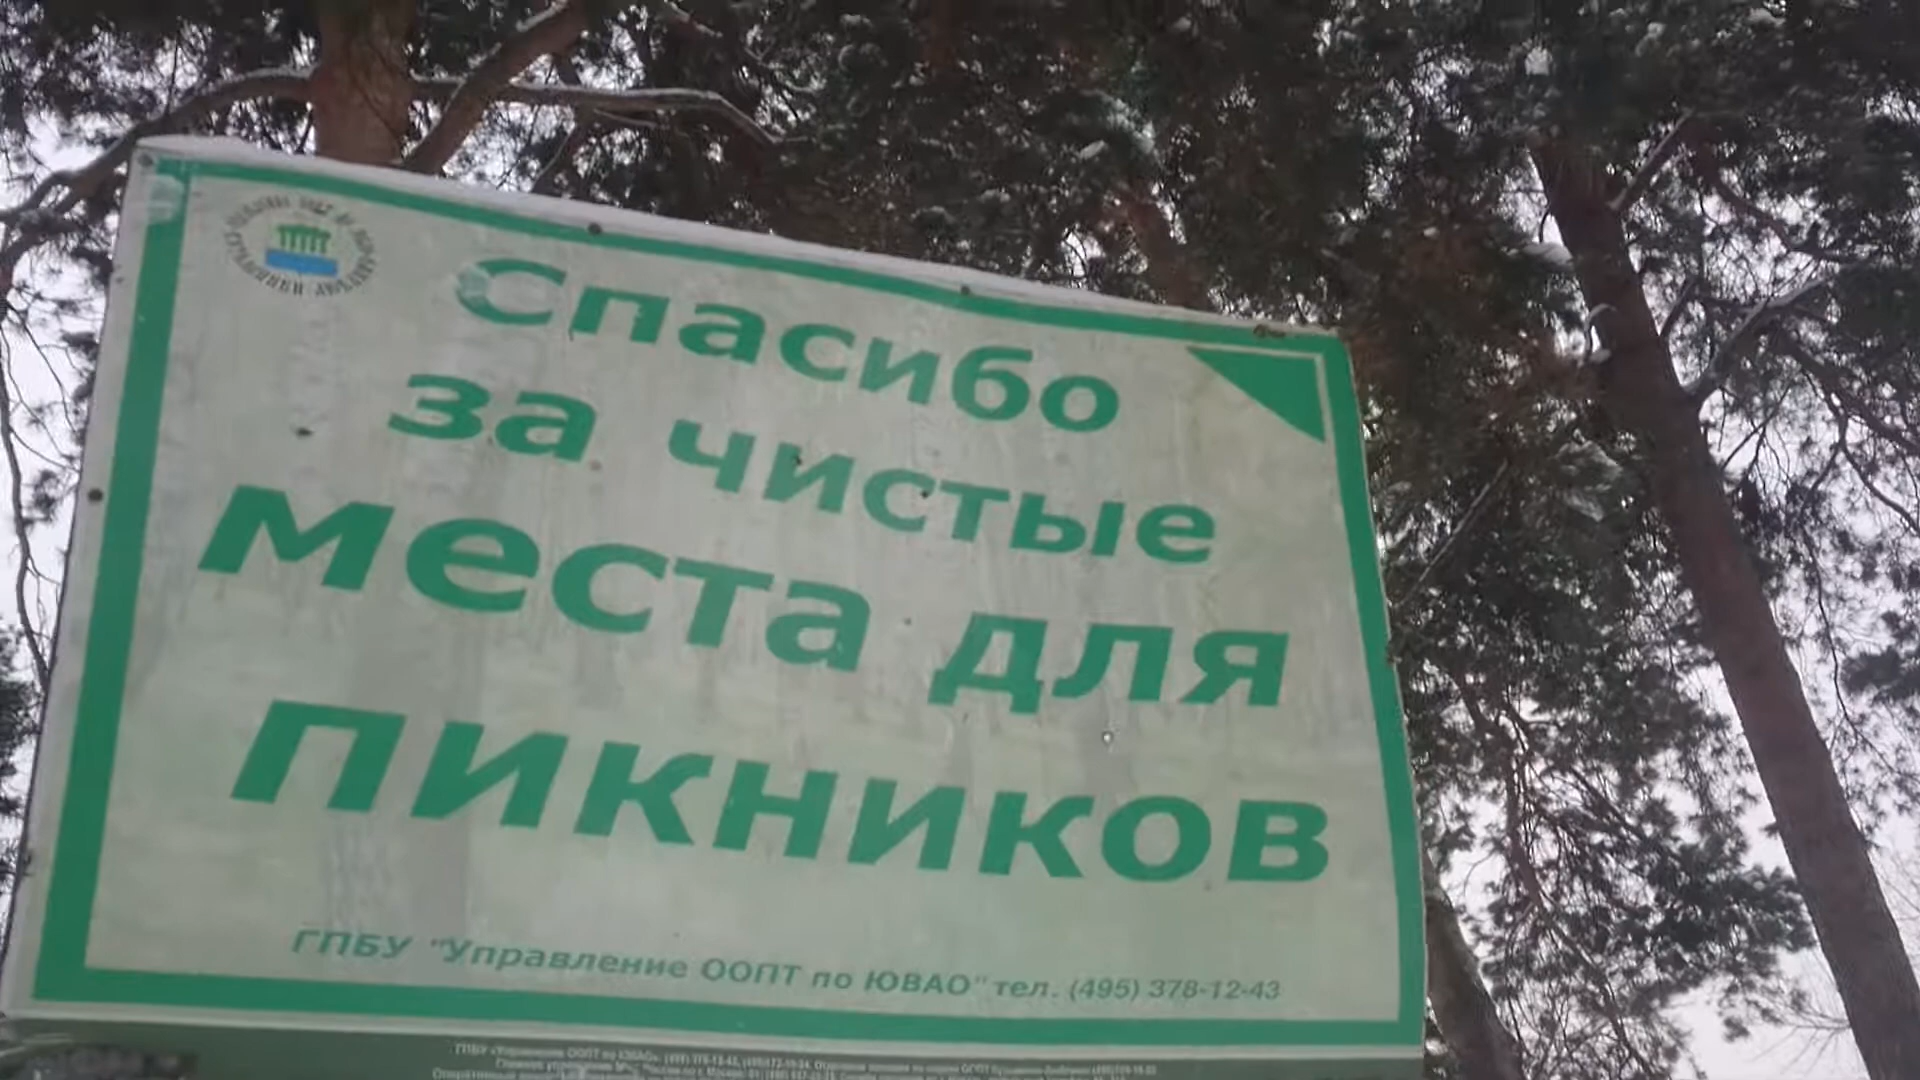 Спасибо
за чистые
места для
пикников
ГПБУ "Управление ООПТ по ЮВАО" тел. (495) 378-12-43